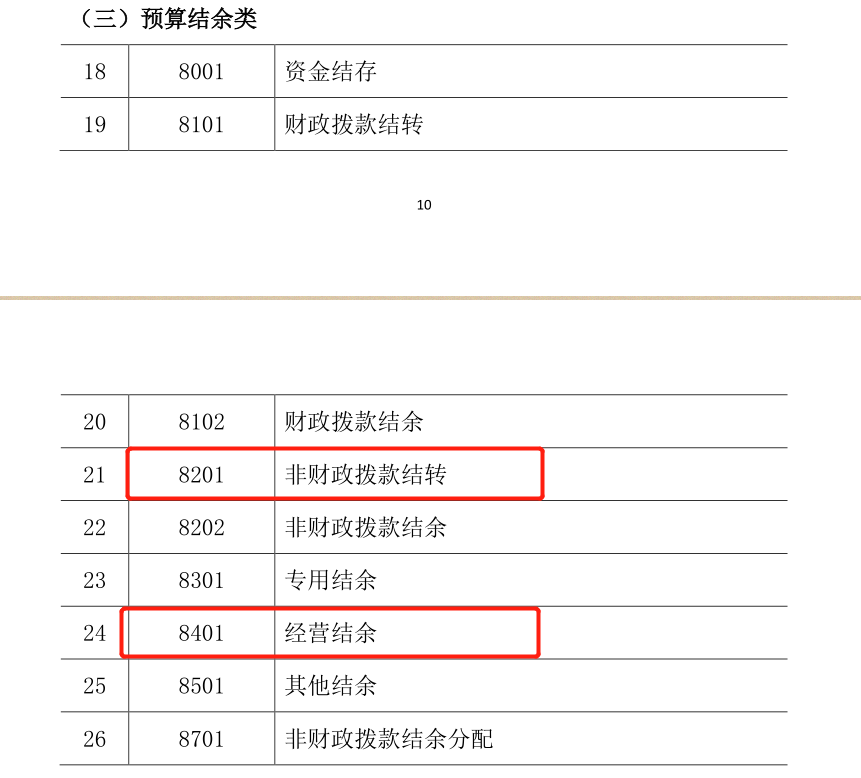 （三）预算结余类
18 8001 资金结存
19 8101 财政拨款结转
10
20 8102 财政拨款结余
21 8201 非财政拨款结转
22 8202 非财政拨款结余
23 8301 专用结余
24 8401 经营结余
25 8501 其他结余
26 8701 非财政拨款结余分配